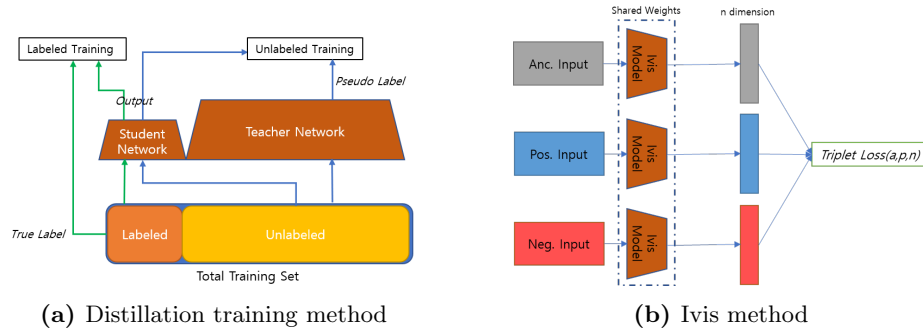 Labeled Training
Unlabeled Training
Output
Pseudo Label
Student
Network
Teacher Network
True Label
Labeled
Unlabeled
Total Training Set
(a) Distillation training method
Shared Weights
n dimension
Anc. Input
Ivis
Model
Pos. Input
Ivis
Model
Triplet Loss(a,p,n)
Neg. Input
Ivis
Model
(b) Ivis method